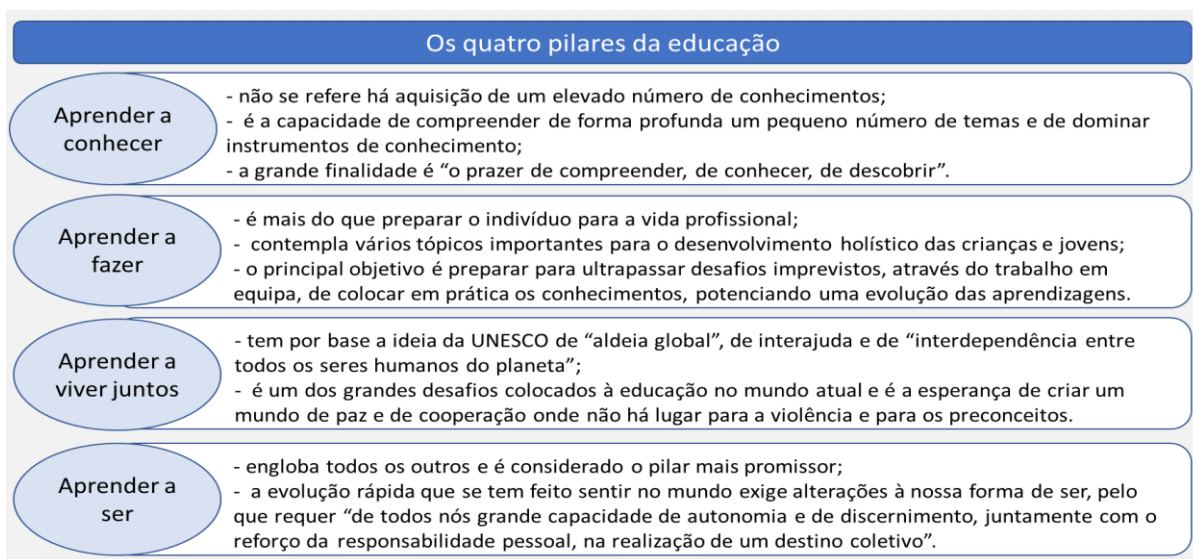 Os quatro pilares da educação
Aprender a
conhecer
- não se refere há aquisição de um elevado número de conhecimentos;
- é a capacidade de compreender de forma profunda um pequeno número de temas e de dominar
instrumentos de conhecimento;
- a grande finalidade é “o prazer de compreender, de conhecer, de descobrir”.
Aprender a
fazer
- é mais do que preparar o indivíduo para a vida profissional;
- contempla vários tópicos importantes para o desenvolvimento holístico das crianças e jovens;
- o principal objetivo é preparar para ultrapassar desafios imprevistos, através do trabalho em
equipa, de colocar em prática os conhecimentos, potenciando uma evolução das aprendizagens.
Aprender a
viver juntos
- tem por base a ideia da UNESCO de “aldeia global”, de interajuda e de “interdependência entre
todos os seres humanos do planeta”;
- é um dos grandes desafios colocados à educação no mundo atual e é a esperança de criar um
mundo de paz e de cooperação onde não há lugar para a violência e para os preconceitos.
Aprender a
ser
- engloba todos os outros e é considerado o pilar mais promissor;
- a evolução rápida que se tem feito sentir no mundo exige alterações à nossa forma de ser, pelo
que requer “de todos nós grande capacidade de autonomia e de discernimento, juntamente com o
reforço da responsabilidade pessoal, na realização de um destino coletivo”.